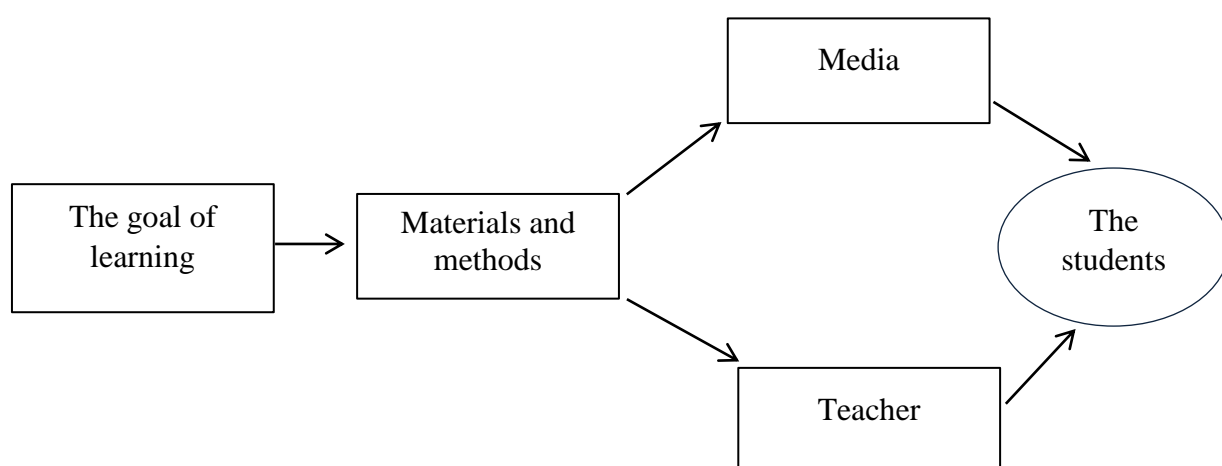 Media
The goal of
learning
Materials and
methods
The
students
Teacher